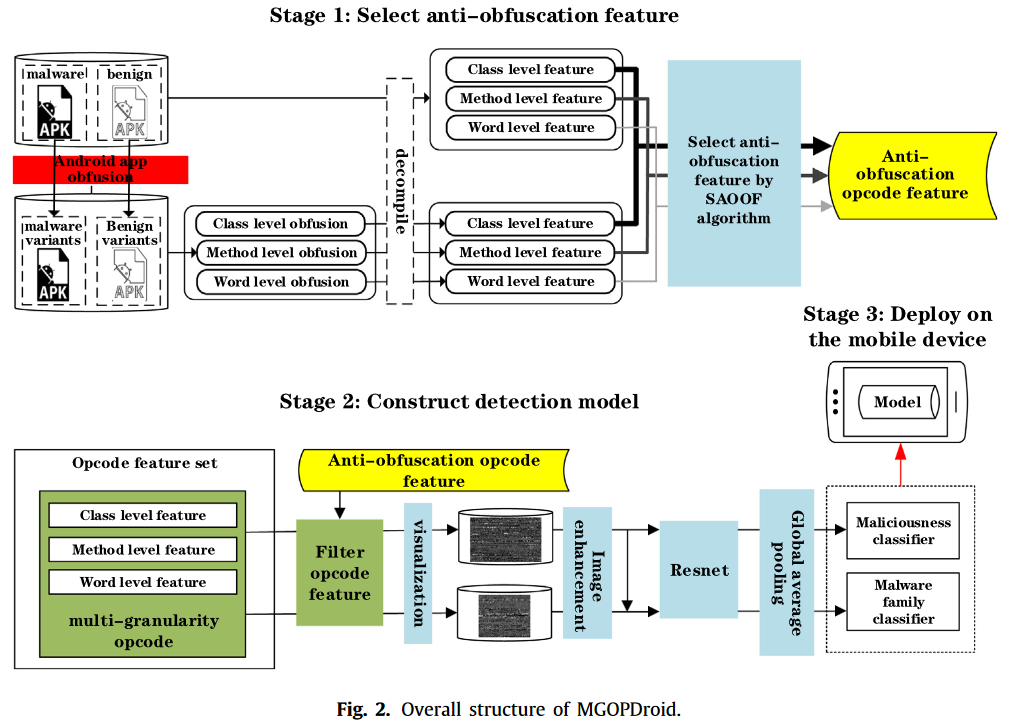 Stage 1: Select anti-obfuscation feature
malware
benign
APK
APK
Android app
obfusion
malware
variants
Benign
variants
APK
APK
Class level obfusion
Method level obfusion
Word level obfusion
decompile
Class level feature
Method level feature
Word level feature
Class level feature
Method level feature
Word level feature
Select anti-
obfuscation
feature by
SAOOF
algorithm
Anti-
obfuscation
opcode feature
Stage 3: Deploy on
the mobile device
Model
Stage 2: Construct detection model
Opcode feature set
Class level feature
Method level feature
Word level feature
multi-granularity
opcode
Anti-obfuscation opcode
feature
Filter
opcode
feature
visualization
Image
enhancement
Resnet
Global average
pooling
Maliciousness
classifier
Malware
family
classifier
Fig. 2. Overall structure of MGOPDroid.